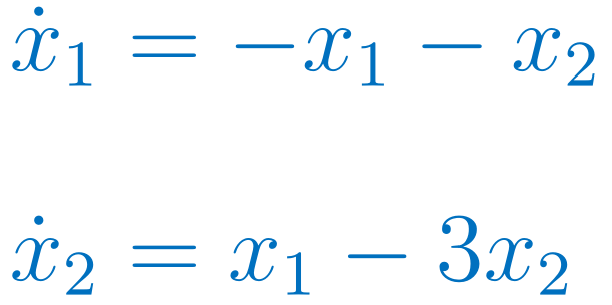 ẋ₁ = −x₁ − x₂
ẋ₂ = x₁ − 3x₂